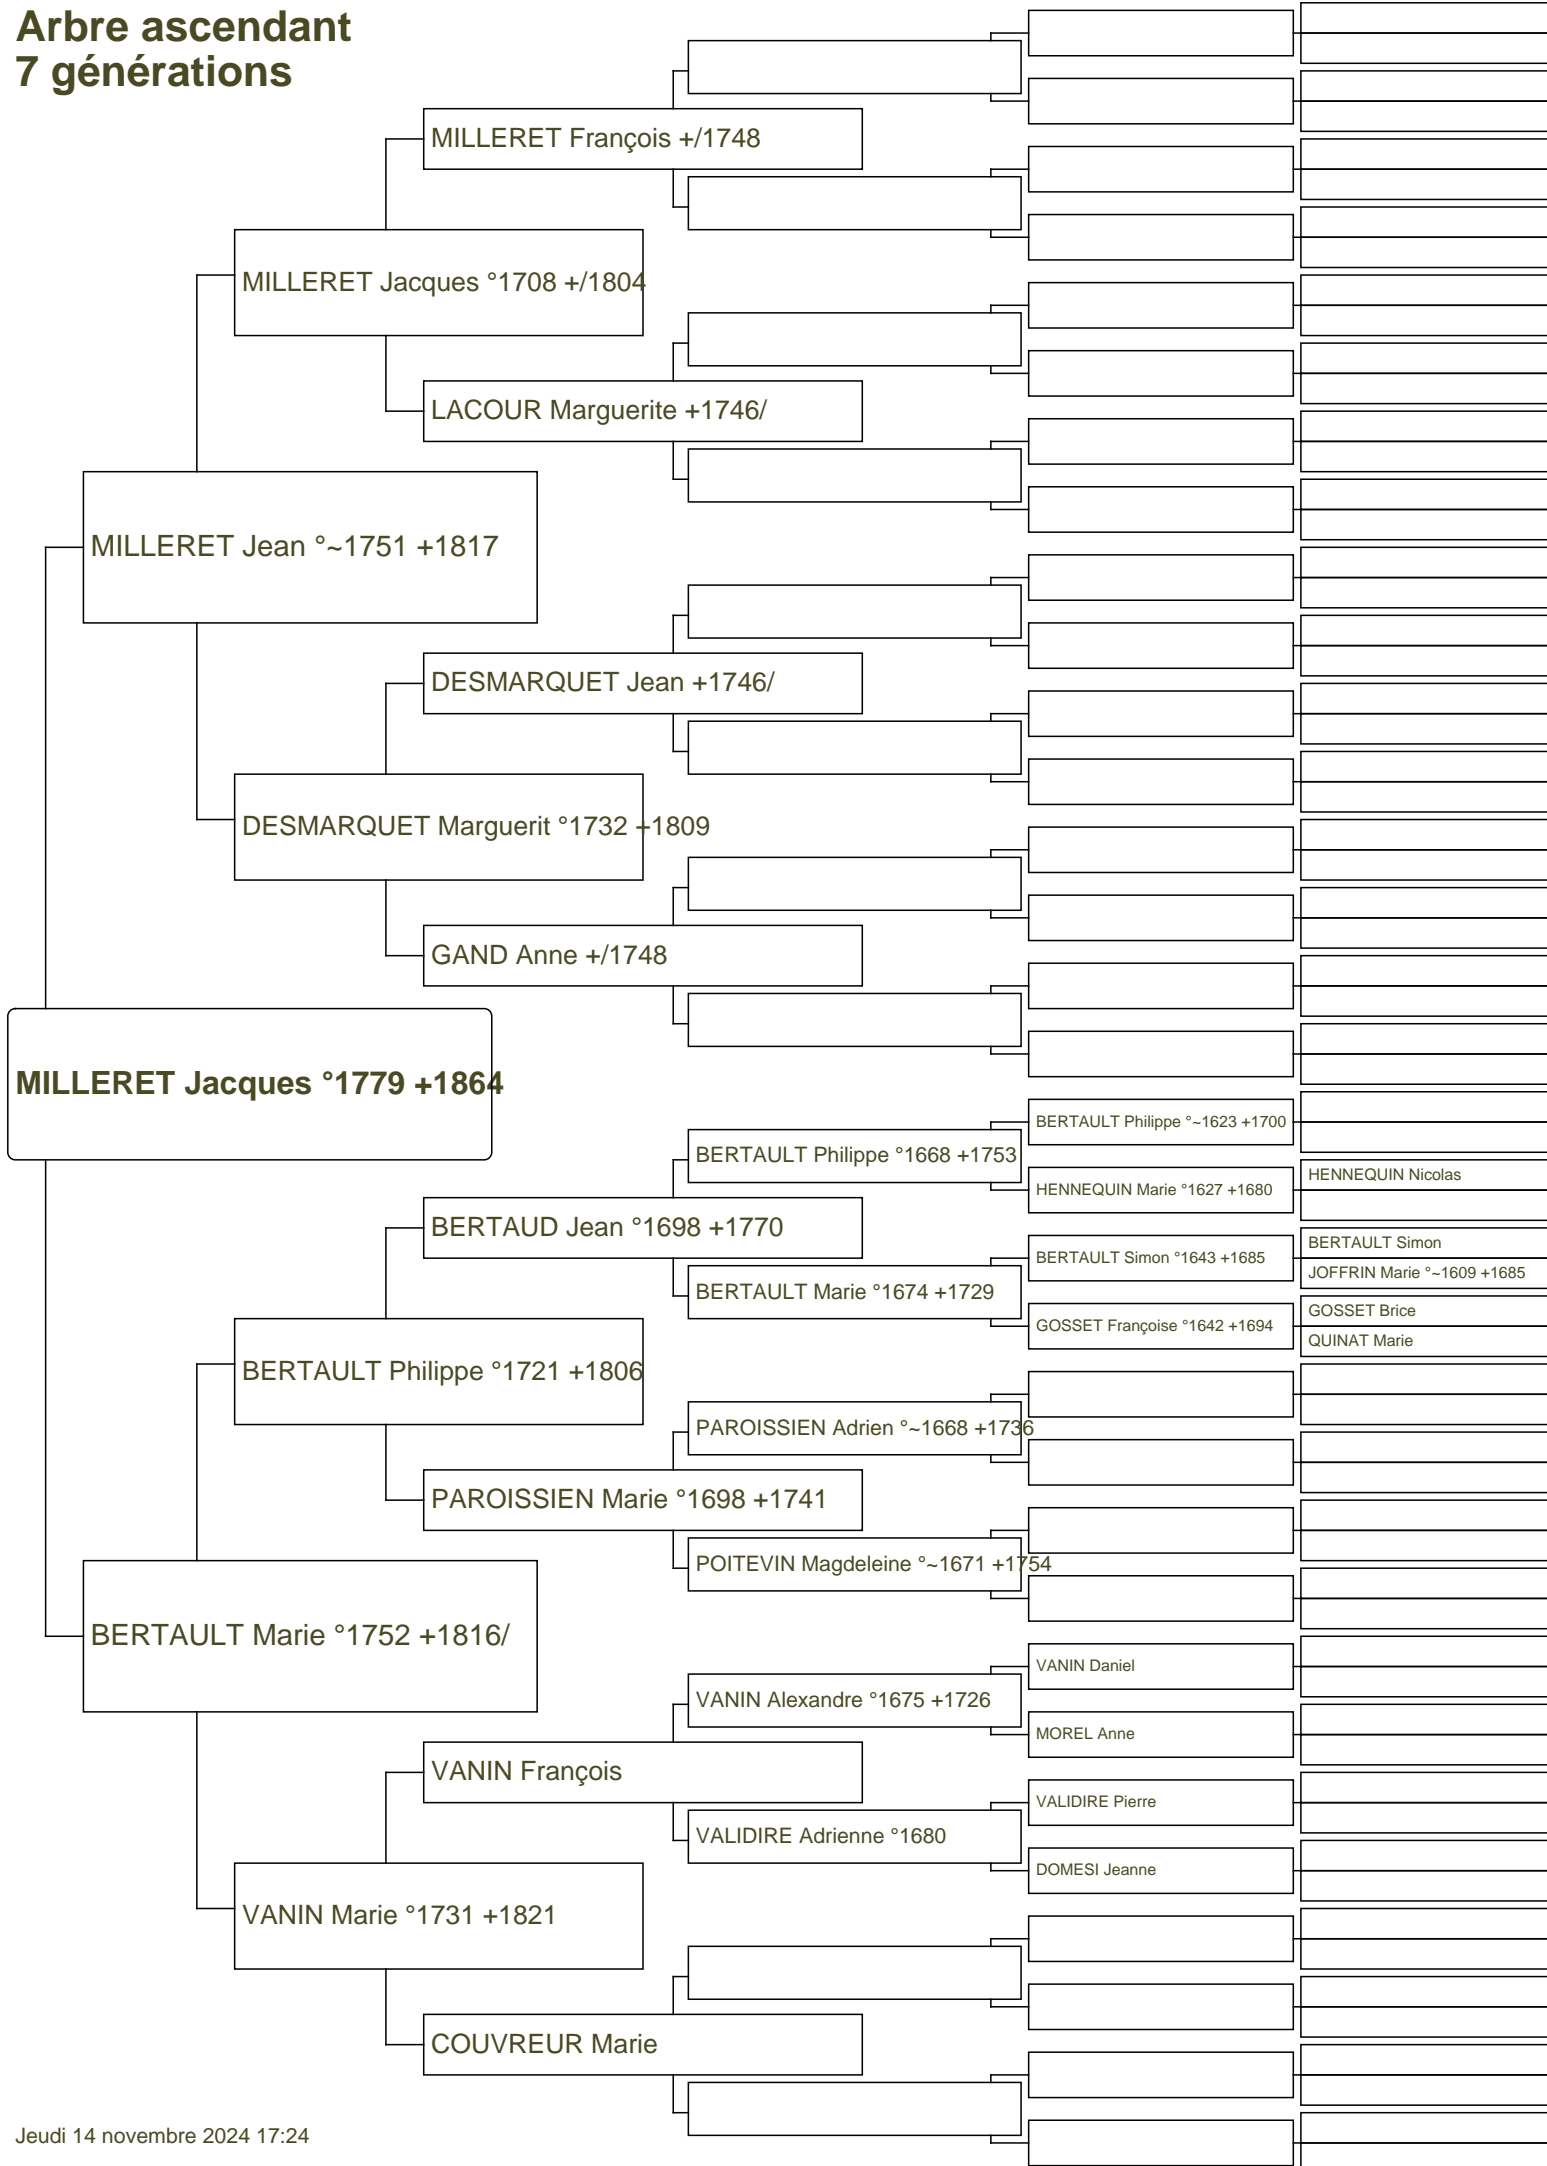 Arbre ascendant
7 générations
MILLERET François +/1748
MILLERET Jacques °1708 +/1804
LACOUR Marguerite +1746/
MILLERET Jean °~1751 +1817
DESMARQUET Jean +1746/
DESMARQUET Marguerit °1732 +1809
GAND Anne +/1748
MILLERET Jacques °1779 +1864
BERTAULT Philippe °~1623 +1700
BERTAULT Philippe °1668 +1753
HENNEQUIN Nicolas
HENNEQUIN Marie °1627 +1680
BERTAUD Jean °1698 +1770
BERTAULT Simon
BERTAULT Simon °1643 +1685
JOFFRIN Marie °~1609 +1685
BERTAULT Marie °1674 +1729
GOSSET Brice
GOSSET Françoise °1642 +1694
QUINAT Marie
BERTAULT Philippe °1721 +1806
PAROISSIEN Adrien °~1668 +1736
PAROISSIEN Marie °1698 +1741
POITEVIN Magdeleine °~1671 +1754
BERTAULT Marie °1752 +1816/
VANIN Daniel
VANIN Alexandre °1675 +1726
MOREL Anne
VANIN François
VALIDIRE Pierre
VALIDIRE Adrienne °1680
DOMESI Jeanne
VANIN Marie °1731 +1821
COUVREUR Marie
Jeudi 14 novembre 2024 17:24